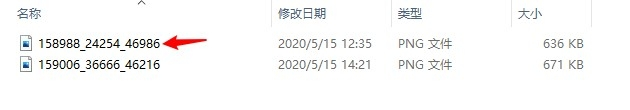 名称 修改日期 类型 大小
158988_24254_46986 2020/5/15 12:35 PNG 文件 636 KB
159006_36666_46216 2020/5/15 14:21 PNG 文件 671 KB